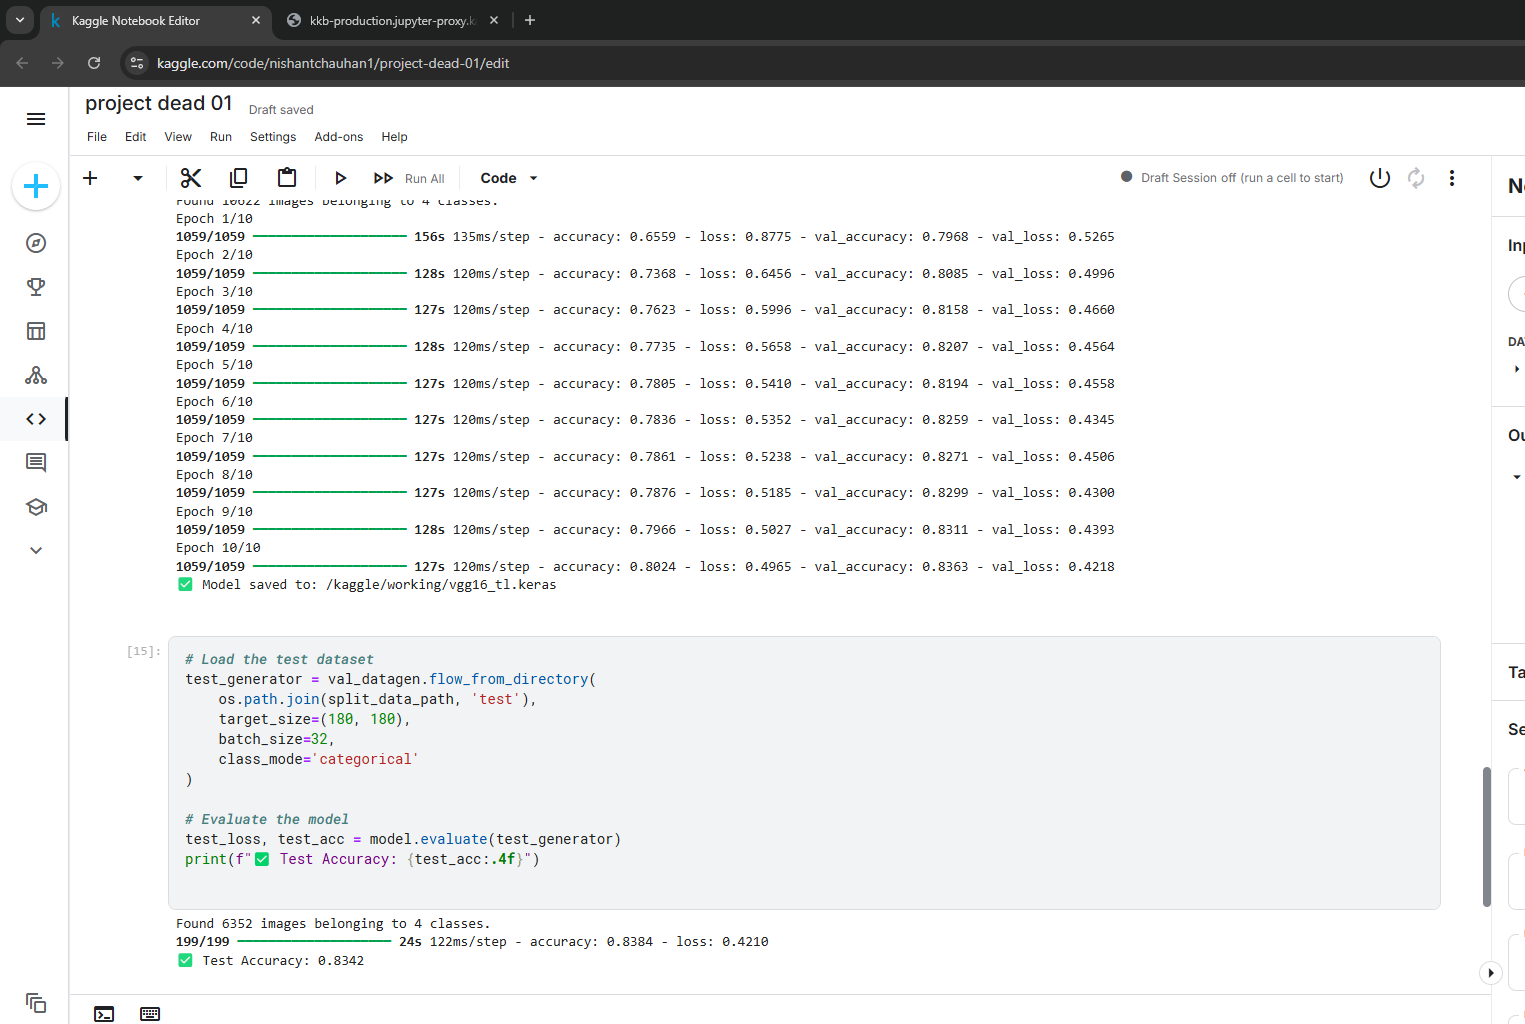 Kaggle Notebook Editor
kkb-production.jupyter-proxy.k
kaggle.com/code/nishantchauhan1/project-dead-01/edit
project dead 01 Draft saved
File Edit View Run Settings Add-ons Help
Run All Code Draft Session off (run a cell to start)
Found 10622 images belonging to 4 classes.
Epoch 1/10
1059/1059 156s 135ms/step - accuracy: 0.6559 - loss: 0.8775 - val_accuracy: 0.7968 - val_loss: 0.5265
Epoch 2/10
1059/1059 128s 120ms/step - accuracy: 0.7368 - loss: 0.6456 - val_accuracy: 0.8085 - val_loss: 0.4996
Epoch 3/10
1059/1059 127s 120ms/step - accuracy: 0.7623 - loss: 0.5996 - val_accuracy: 0.8158 - val_loss: 0.4660
Epoch 4/10
1059/1059 128s 120ms/step - accuracy: 0.7735 - loss: 0.5658 - val_accuracy: 0.8207 - val_loss: 0.4564
Epoch 5/10
1059/1059 127s 120ms/step - accuracy: 0.7805 - loss: 0.5410 - val_accuracy: 0.8194 - val_loss: 0.4558
Epoch 6/10
1059/1059 127s 120ms/step - accuracy: 0.7836 - loss: 0.5352 - val_accuracy: 0.8259 - val_loss: 0.4345
Epoch 7/10
1059/1059 127s 120ms/step - accuracy: 0.7861 - loss: 0.5238 - val_accuracy: 0.8271 - val_loss: 0.4506
Epoch 8/10
1059/1059 127s 120ms/step - accuracy: 0.7876 - loss: 0.5185 - val_accuracy: 0.8299 - val_loss: 0.4300
Epoch 9/10
1059/1059 128s 120ms/step - accuracy: 0.7966 - loss: 0.5027 - val_accuracy: 0.8311 - val_loss: 0.4393
Epoch 10/10
1059/1059 127s 120ms/step - accuracy: 0.8024 - loss: 0.4965 - val_accuracy: 0.8363 - val_loss: 0.4218
✅ Model saved to: /kaggle/working/vgg16_tl.keras
[15]:
# Load the test dataset
test_generator = val_datagen.flow_from_directory(
    os.path.join(split_data_path, 'test'),
    target_size=(180, 180),
    batch_size=32,
    class_mode='categorical'
)
# Evaluate the model
test_loss, test_acc = model.evaluate(test_generator)
print(f"✅ Test Accuracy: {test_acc:.4f}")
Found 6352 images belonging to 4 classes.
199/199 24s 122ms/step - accuracy: 0.8384 - loss: 0.4210
✅ Test Accuracy: 0.8342